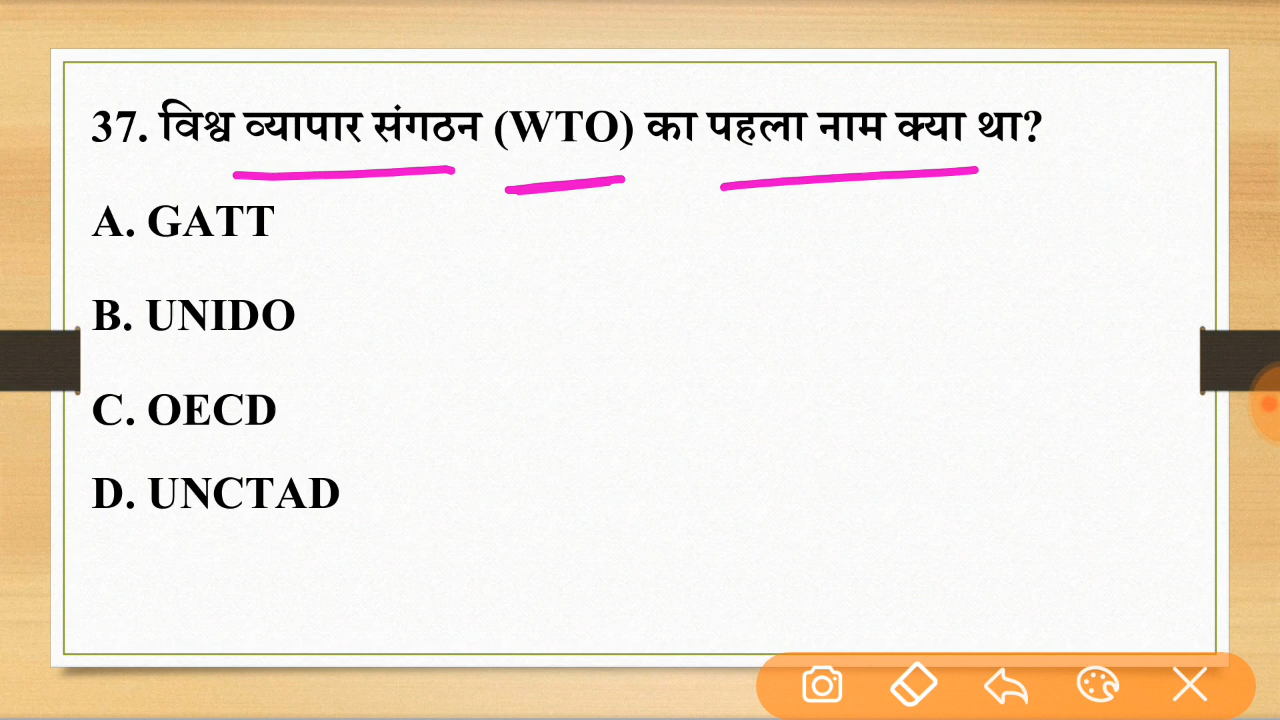 37. विश्व व्यापार संगठन (WTO) का पहला नाम क्या था?
A. GATT
B. UNIDO
C. OECD
D. UNCTAD